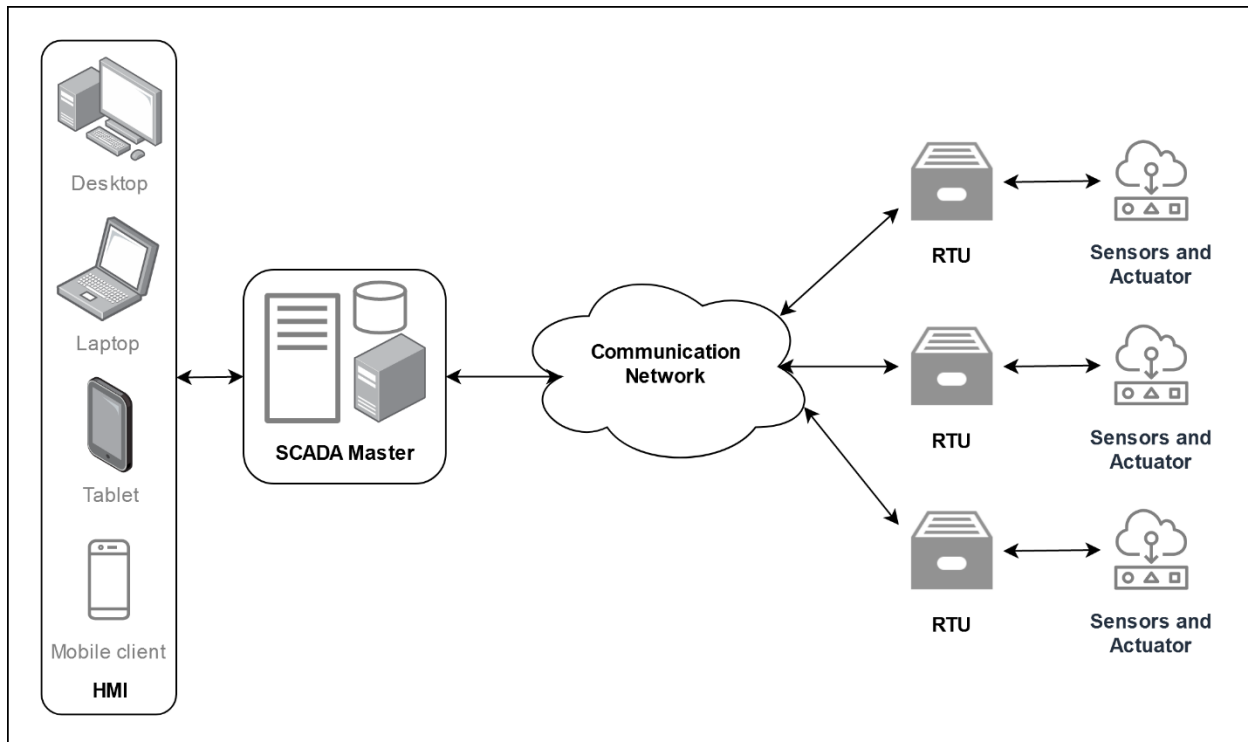 Desktop
Laptop
Tablet
Mobile client
HMI
SCADA Master
Communication
Network
RTU
Sensors and
Actuator
RTU
Sensors and
Actuator
RTU
Sensors and
Actuator